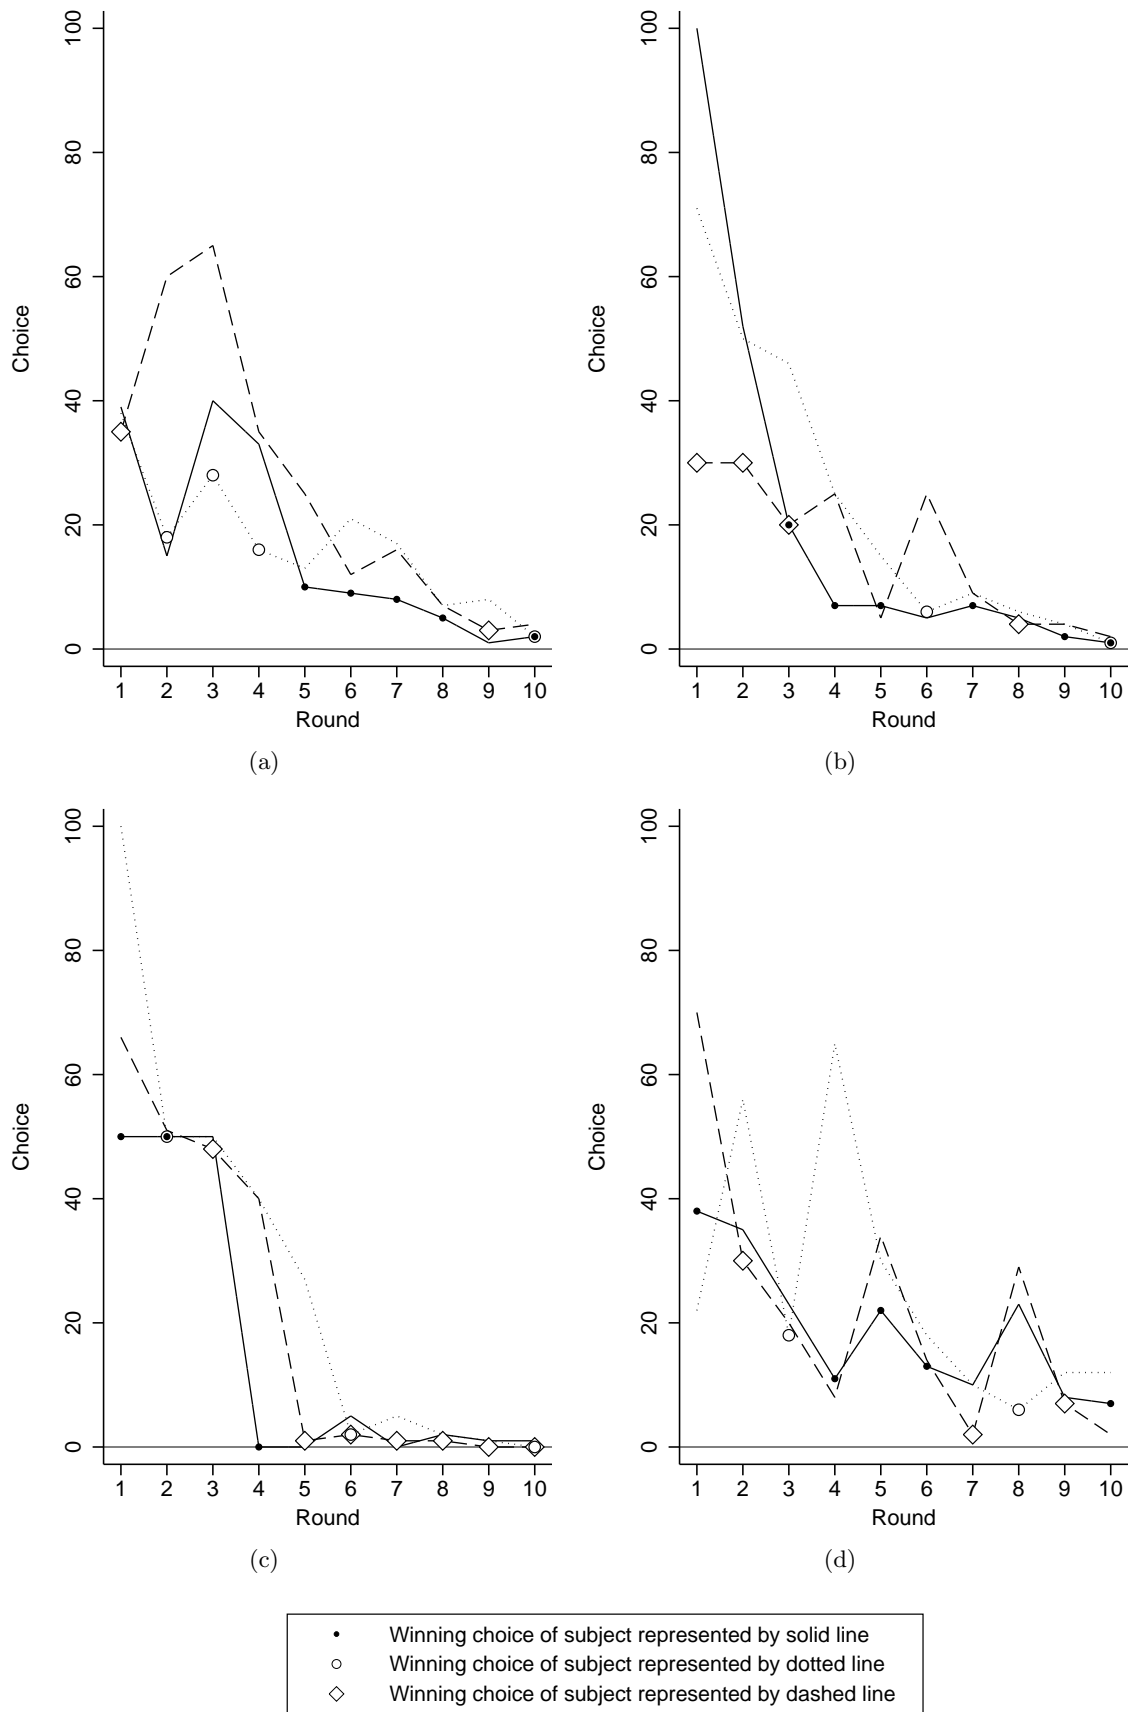 100
100
80
80
60
60
Choice
Choice
40
40
20
20
0
0
1 2 3 4 5 6 7 8 9 10
1 2 3 4 5 6 7 8 9 10
Round
Round
(a)
(b)
100
100
80
80
60
60
Choice
Choice
40
40
20
20
0
0
1 2 3 4 5 6 7 8 9 10
1 2 3 4 5 6 7 8 9 10
Round
Round
(c)
(d)
Winning choice of subject represented by solid line
Winning choice of subject represented by dotted line
Winning choice of subject represented by dashed line